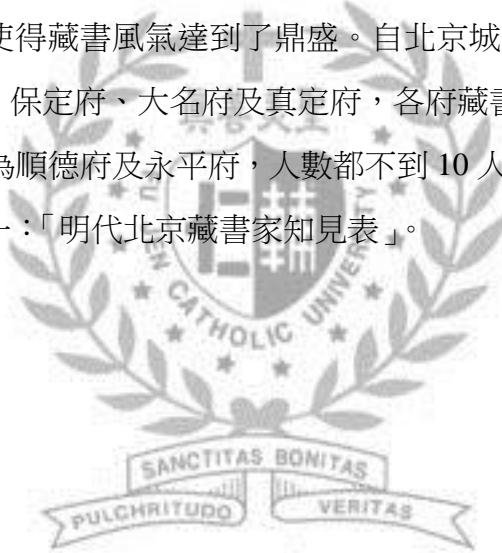 使得藏書風氣達到了鼎盛。自北京城
保定府、大名府及真定府，各府藏書
為順德府及永平府，人數都不到 10 人
一：「明代北京藏書家知見表」。
CATHOLIC UNIVERSITY
SANCTITAS BONITAS
PULCHRITUDO VERITAS